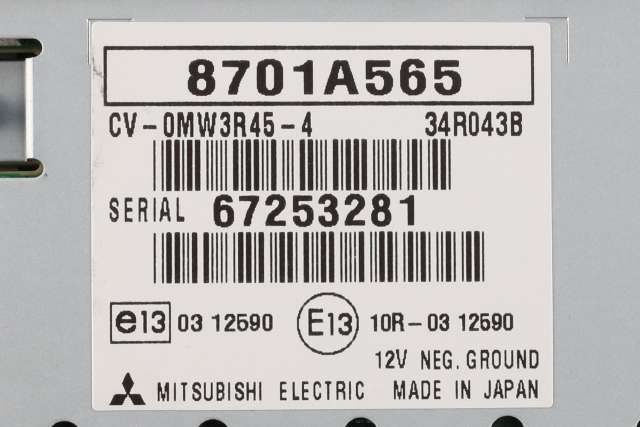 8701A565
CV-0MW3R45-4 34R043B
SERIAL 67253281
e13 03 12590 E13 10R-03 12590
12V NEG. GROUND
MITSUBISHI ELECTRIC MADE IN JAPAN